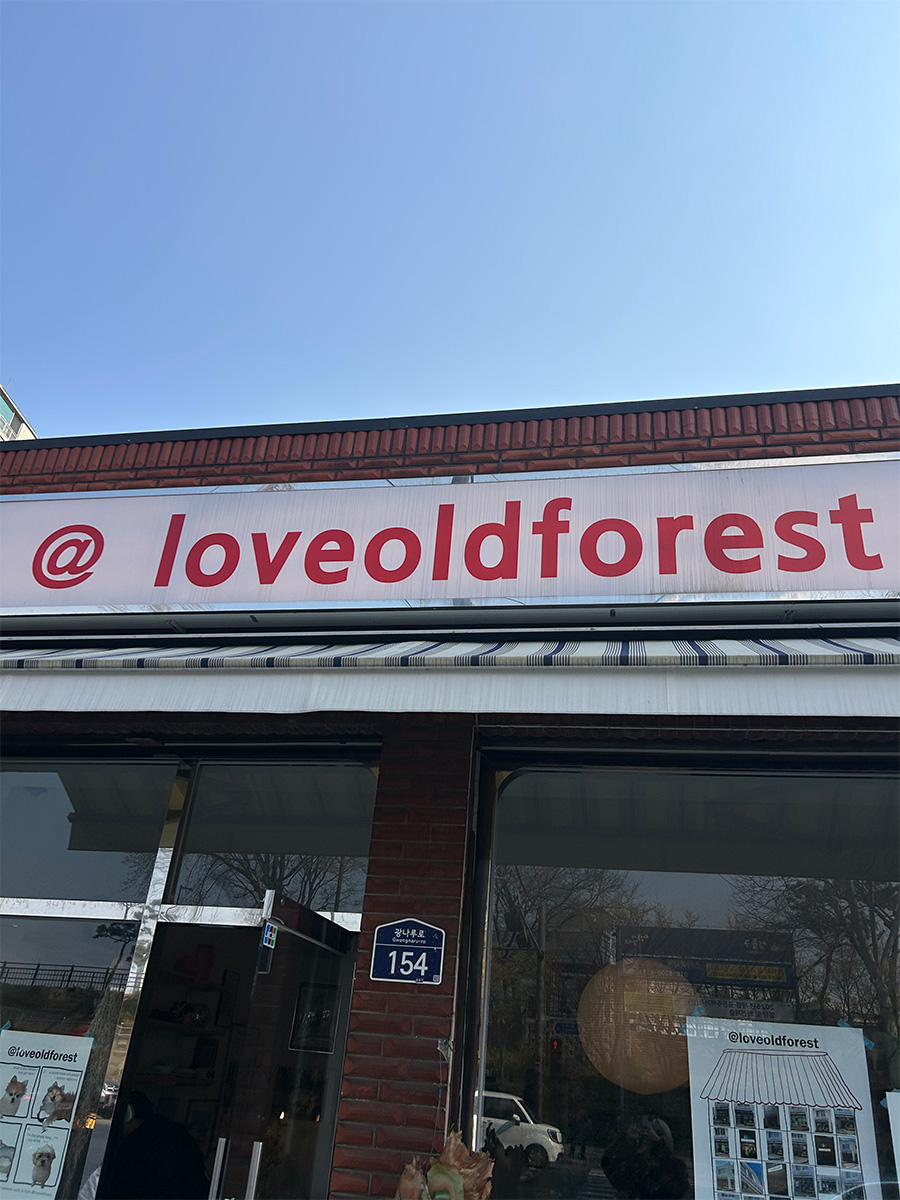 @ loveoldforest
광나루로
Gwangnaru-ro
154
@loveoldforest
@loveoldforest